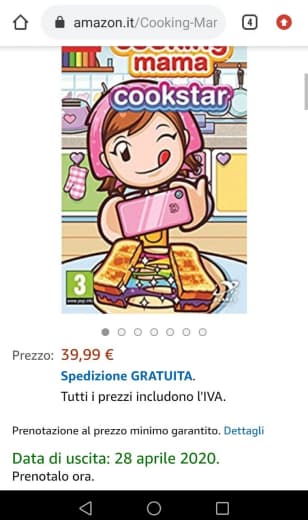 amazon.it/Cooking-Mar
4
cooking
mama
cookstar
3
www.pegi.info
Prezzo: 39,99 €
Spedizione GRATUITA.
Tutti i prezzi includono l'IVA.
Prenotazione al prezzo minimo garantito. Dettagli
Data di uscita: 28 aprile 2020.
Prenotalo ora.